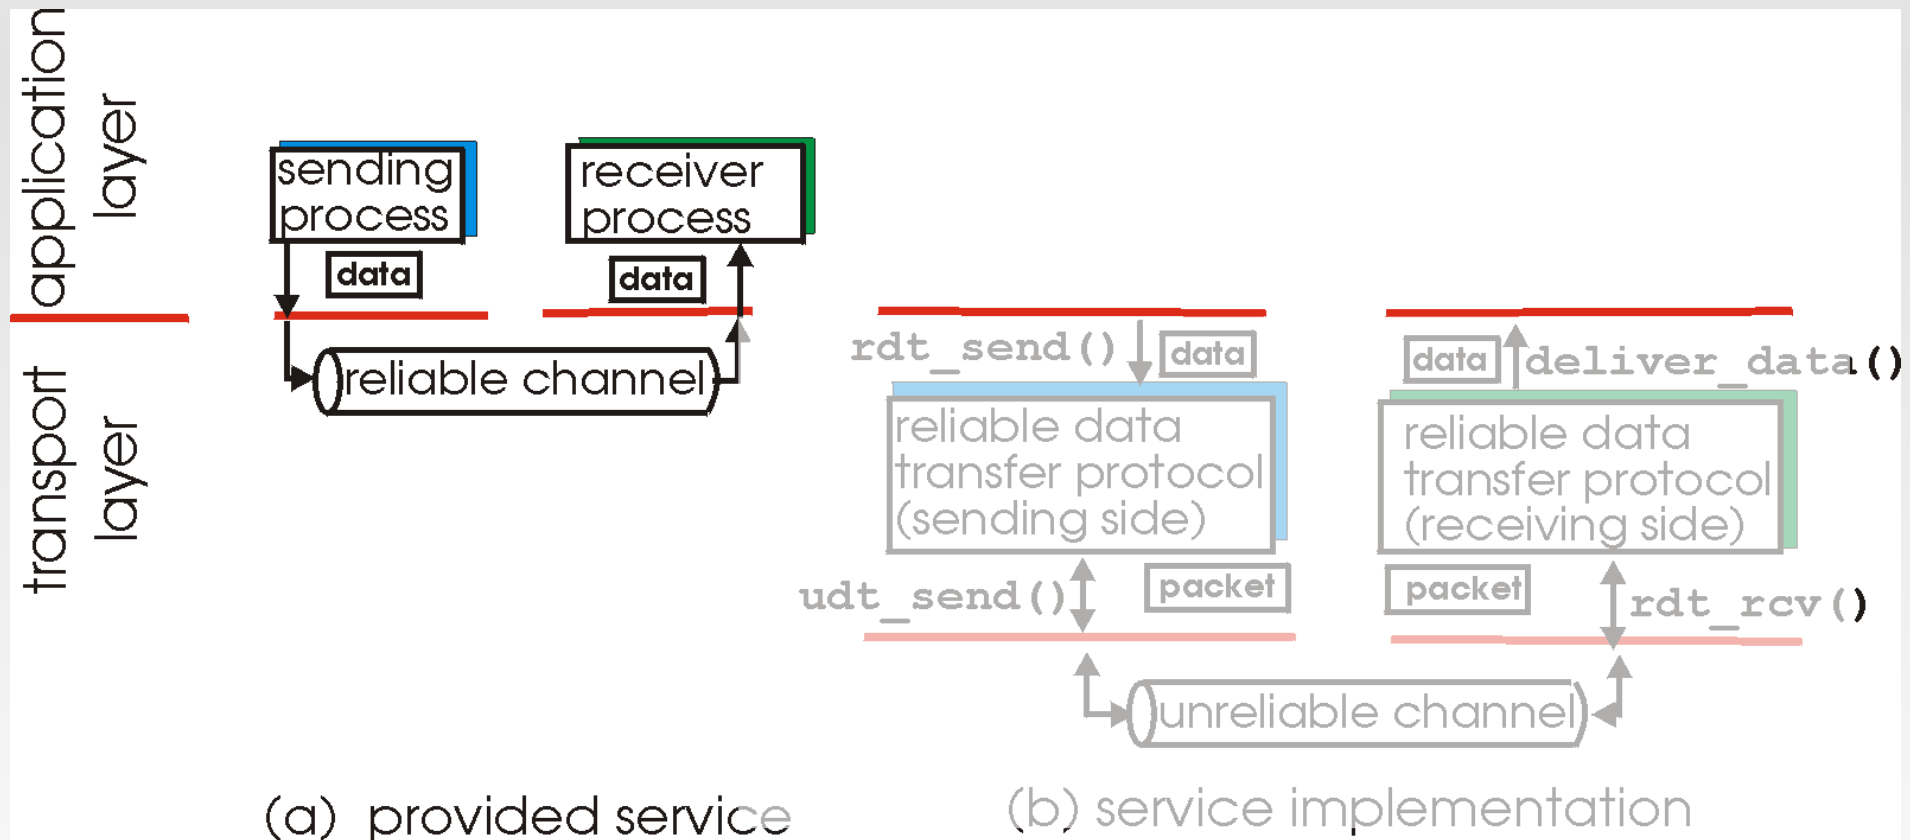 application
layer
transport
layer
sending
process
data
receiver
process
data
reliable channel
(a) provided service
rdt_send()
data
data
deliver_data()
reliable data
transfer protocol
(sending side)
reliable data
transfer protocol
(receiving side)
udt_send()
packet
packet
rdt_rcv()
unreliable channel
(b) service implementation